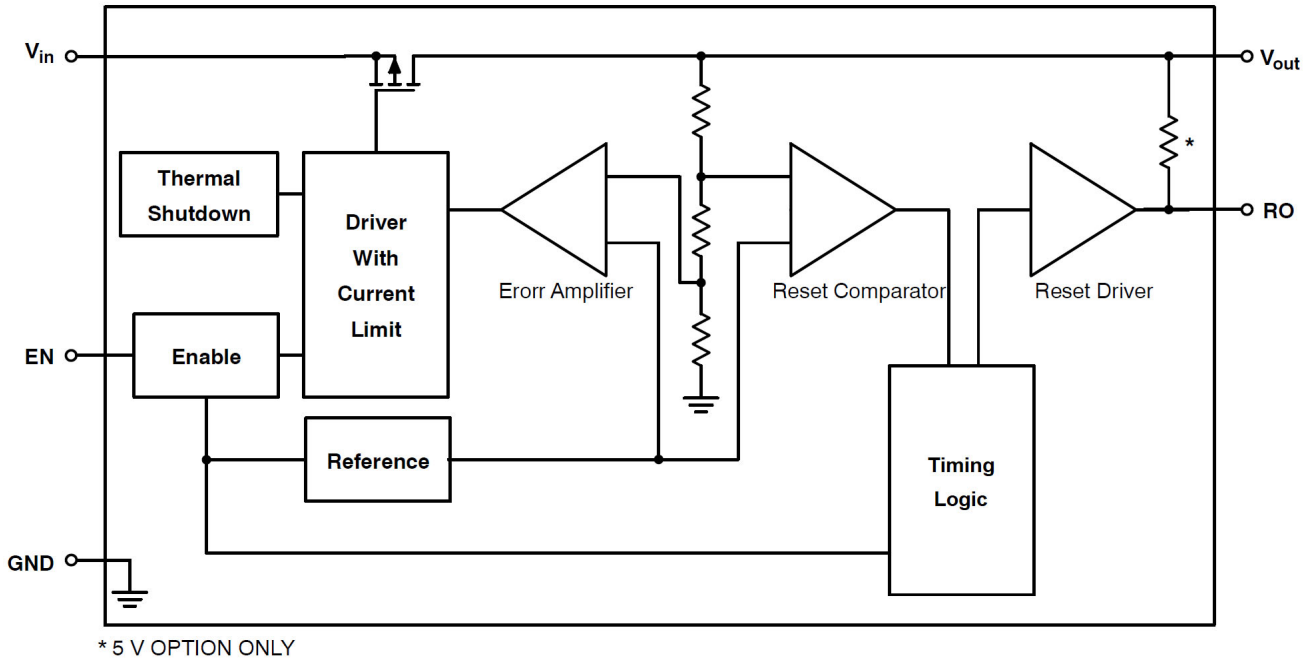 Vin
Vout
*
Thermal
Shutdown
Driver
With
Current
Limit
RO
Erorr Amplifier
Reset Comparator
Reset Driver
EN
Enable
Reference
Timing
Logic
GND
* 5 V OPTION ONLY